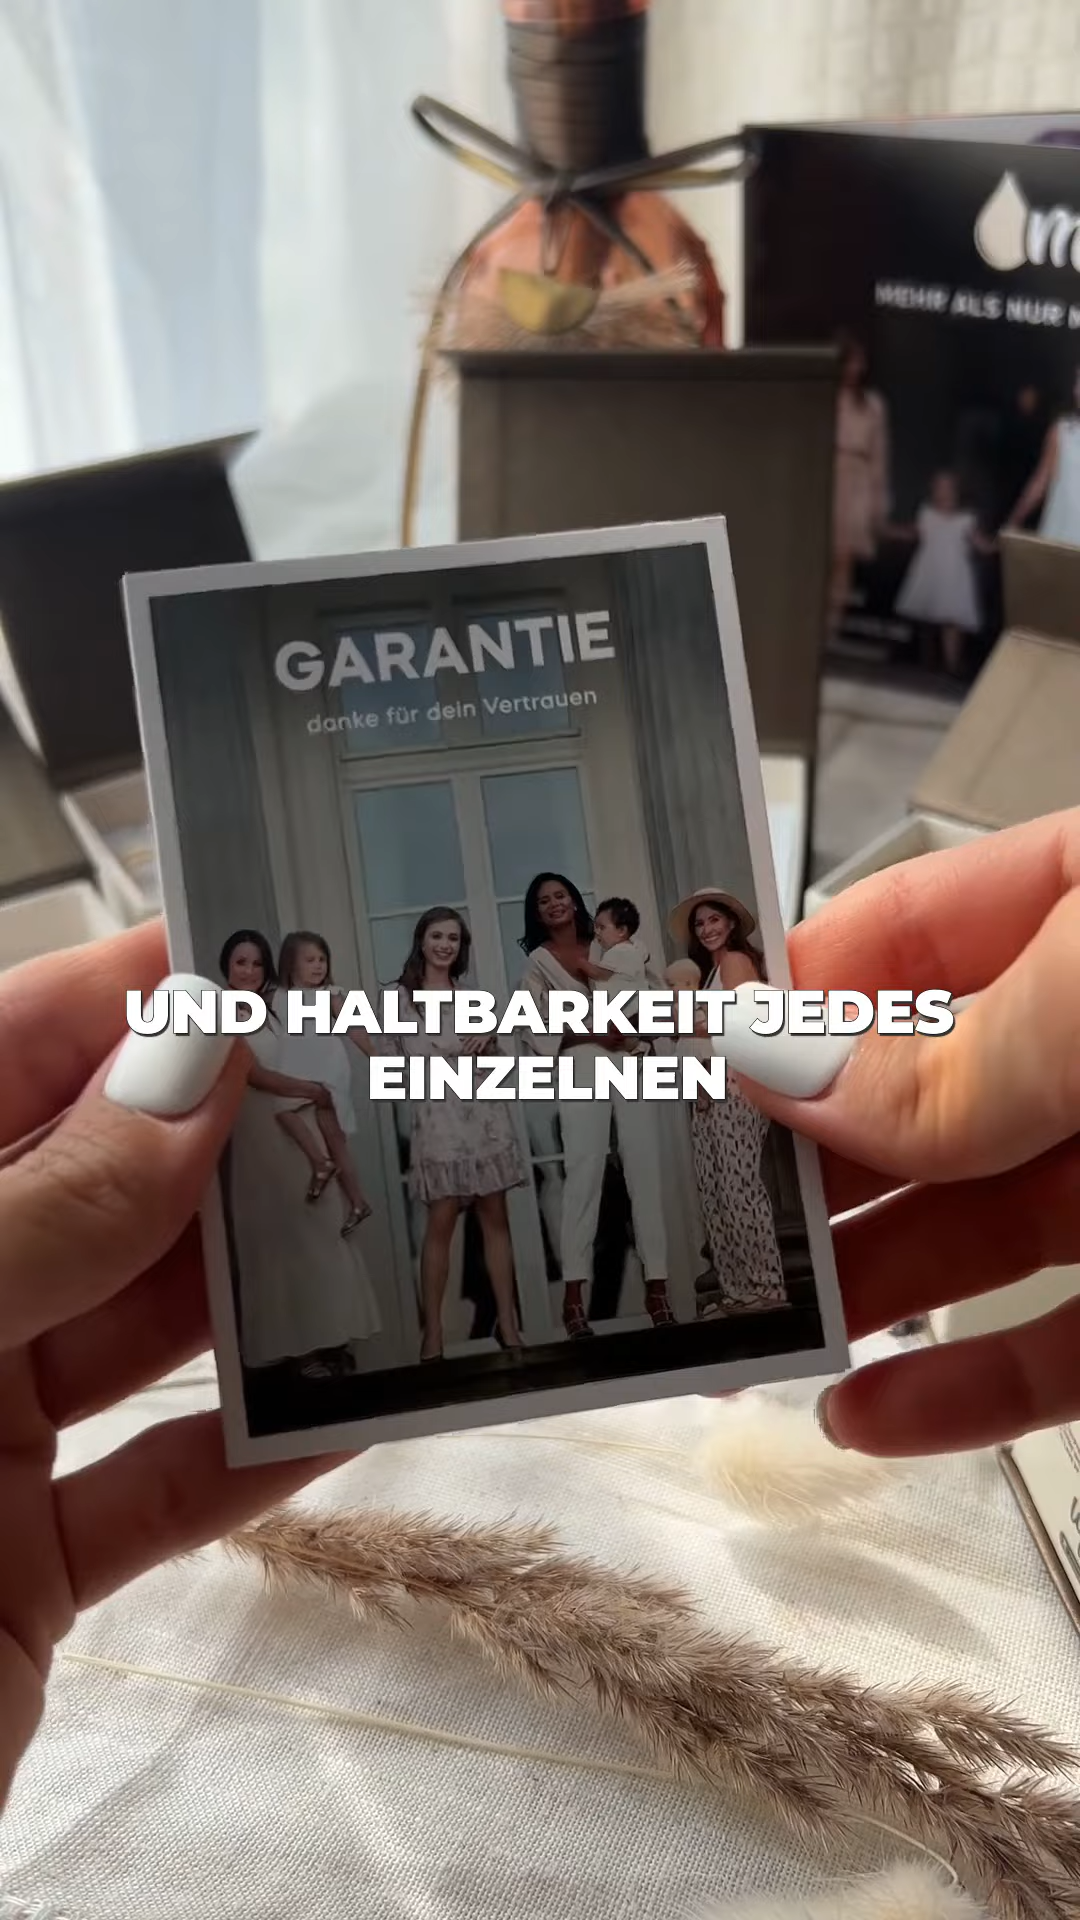 MEHR ALS NUR
GARANTIE
danke für dein Vertrauen
UND HALTBARKEIT JEDES
EINZELNEN